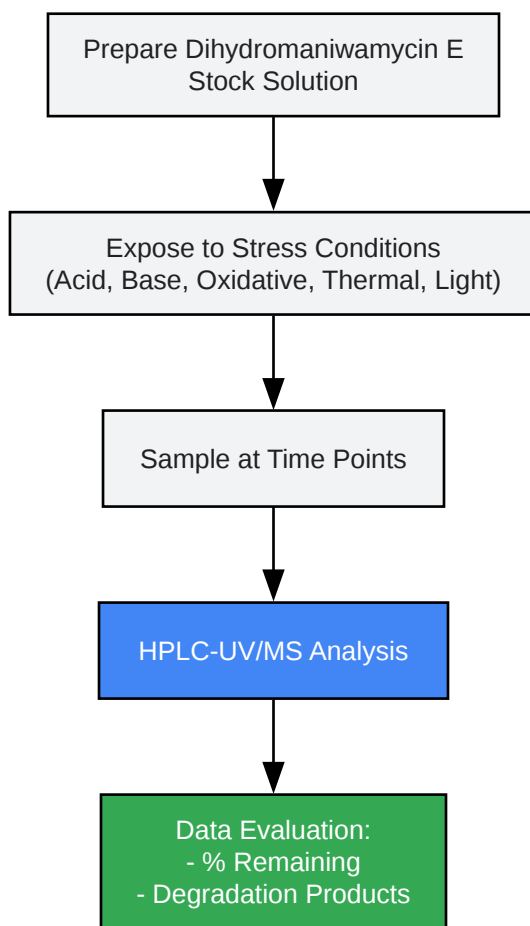 Prepare Dihydromaniwamycin E
Stock Solution
Expose to Stress Conditions
(Acid, Base, Oxidative, Thermal, Light)
Sample at Time Points
HPLC-UV/MS Analysis
Data Evaluation:
- % Remaining
- Degradation Products